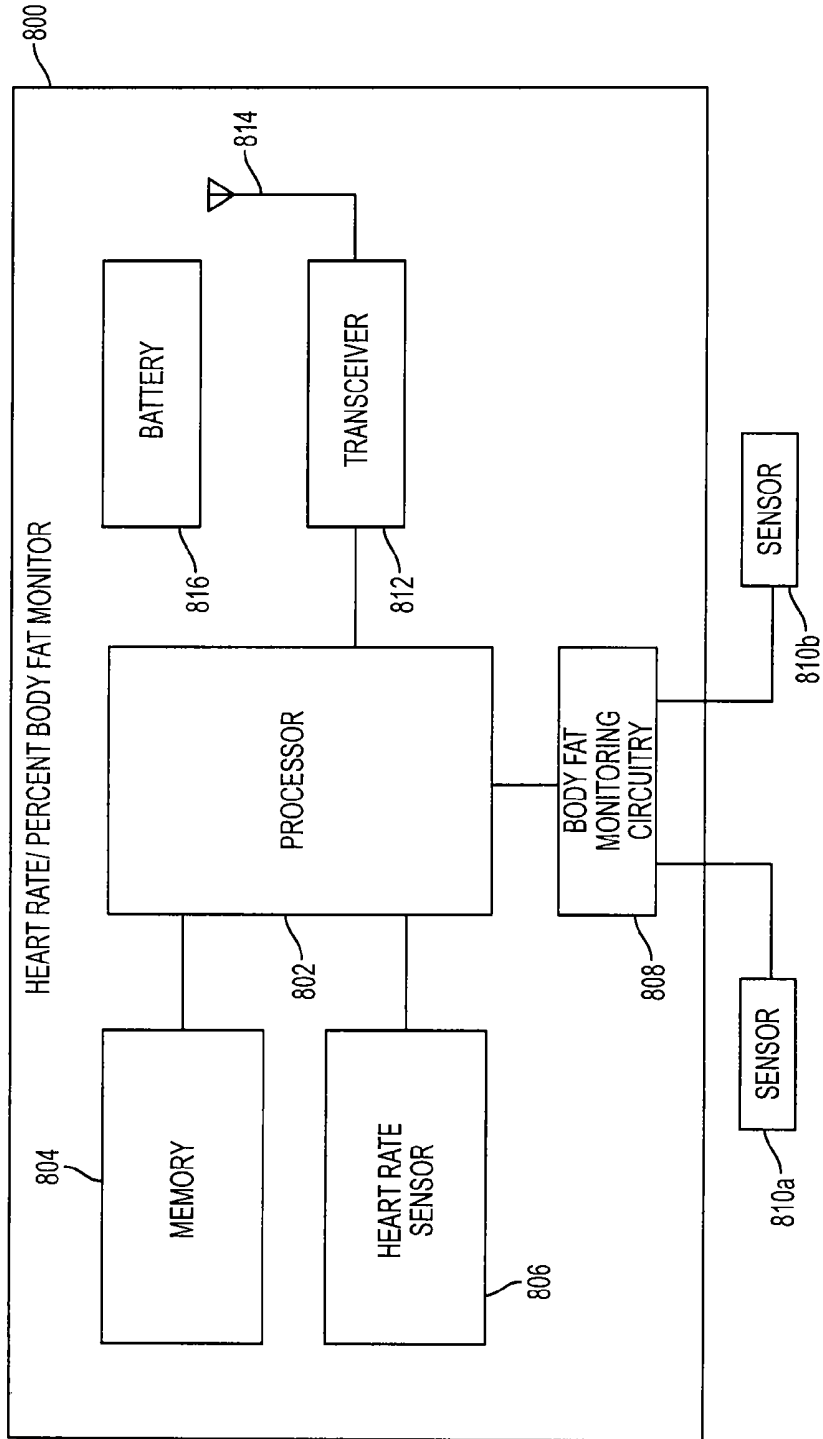 HEART RATE/ PERCENT BODY FAT MONITOR
800
804
MEMORY
HEART RATE
SENSOR
806
PROCESSOR
802
BATTERY
816
TRANSCEIVER
812
814
BODY FAT
MONITORING
CIRCUITRY
808
SENSOR
810a
SENSOR
810b